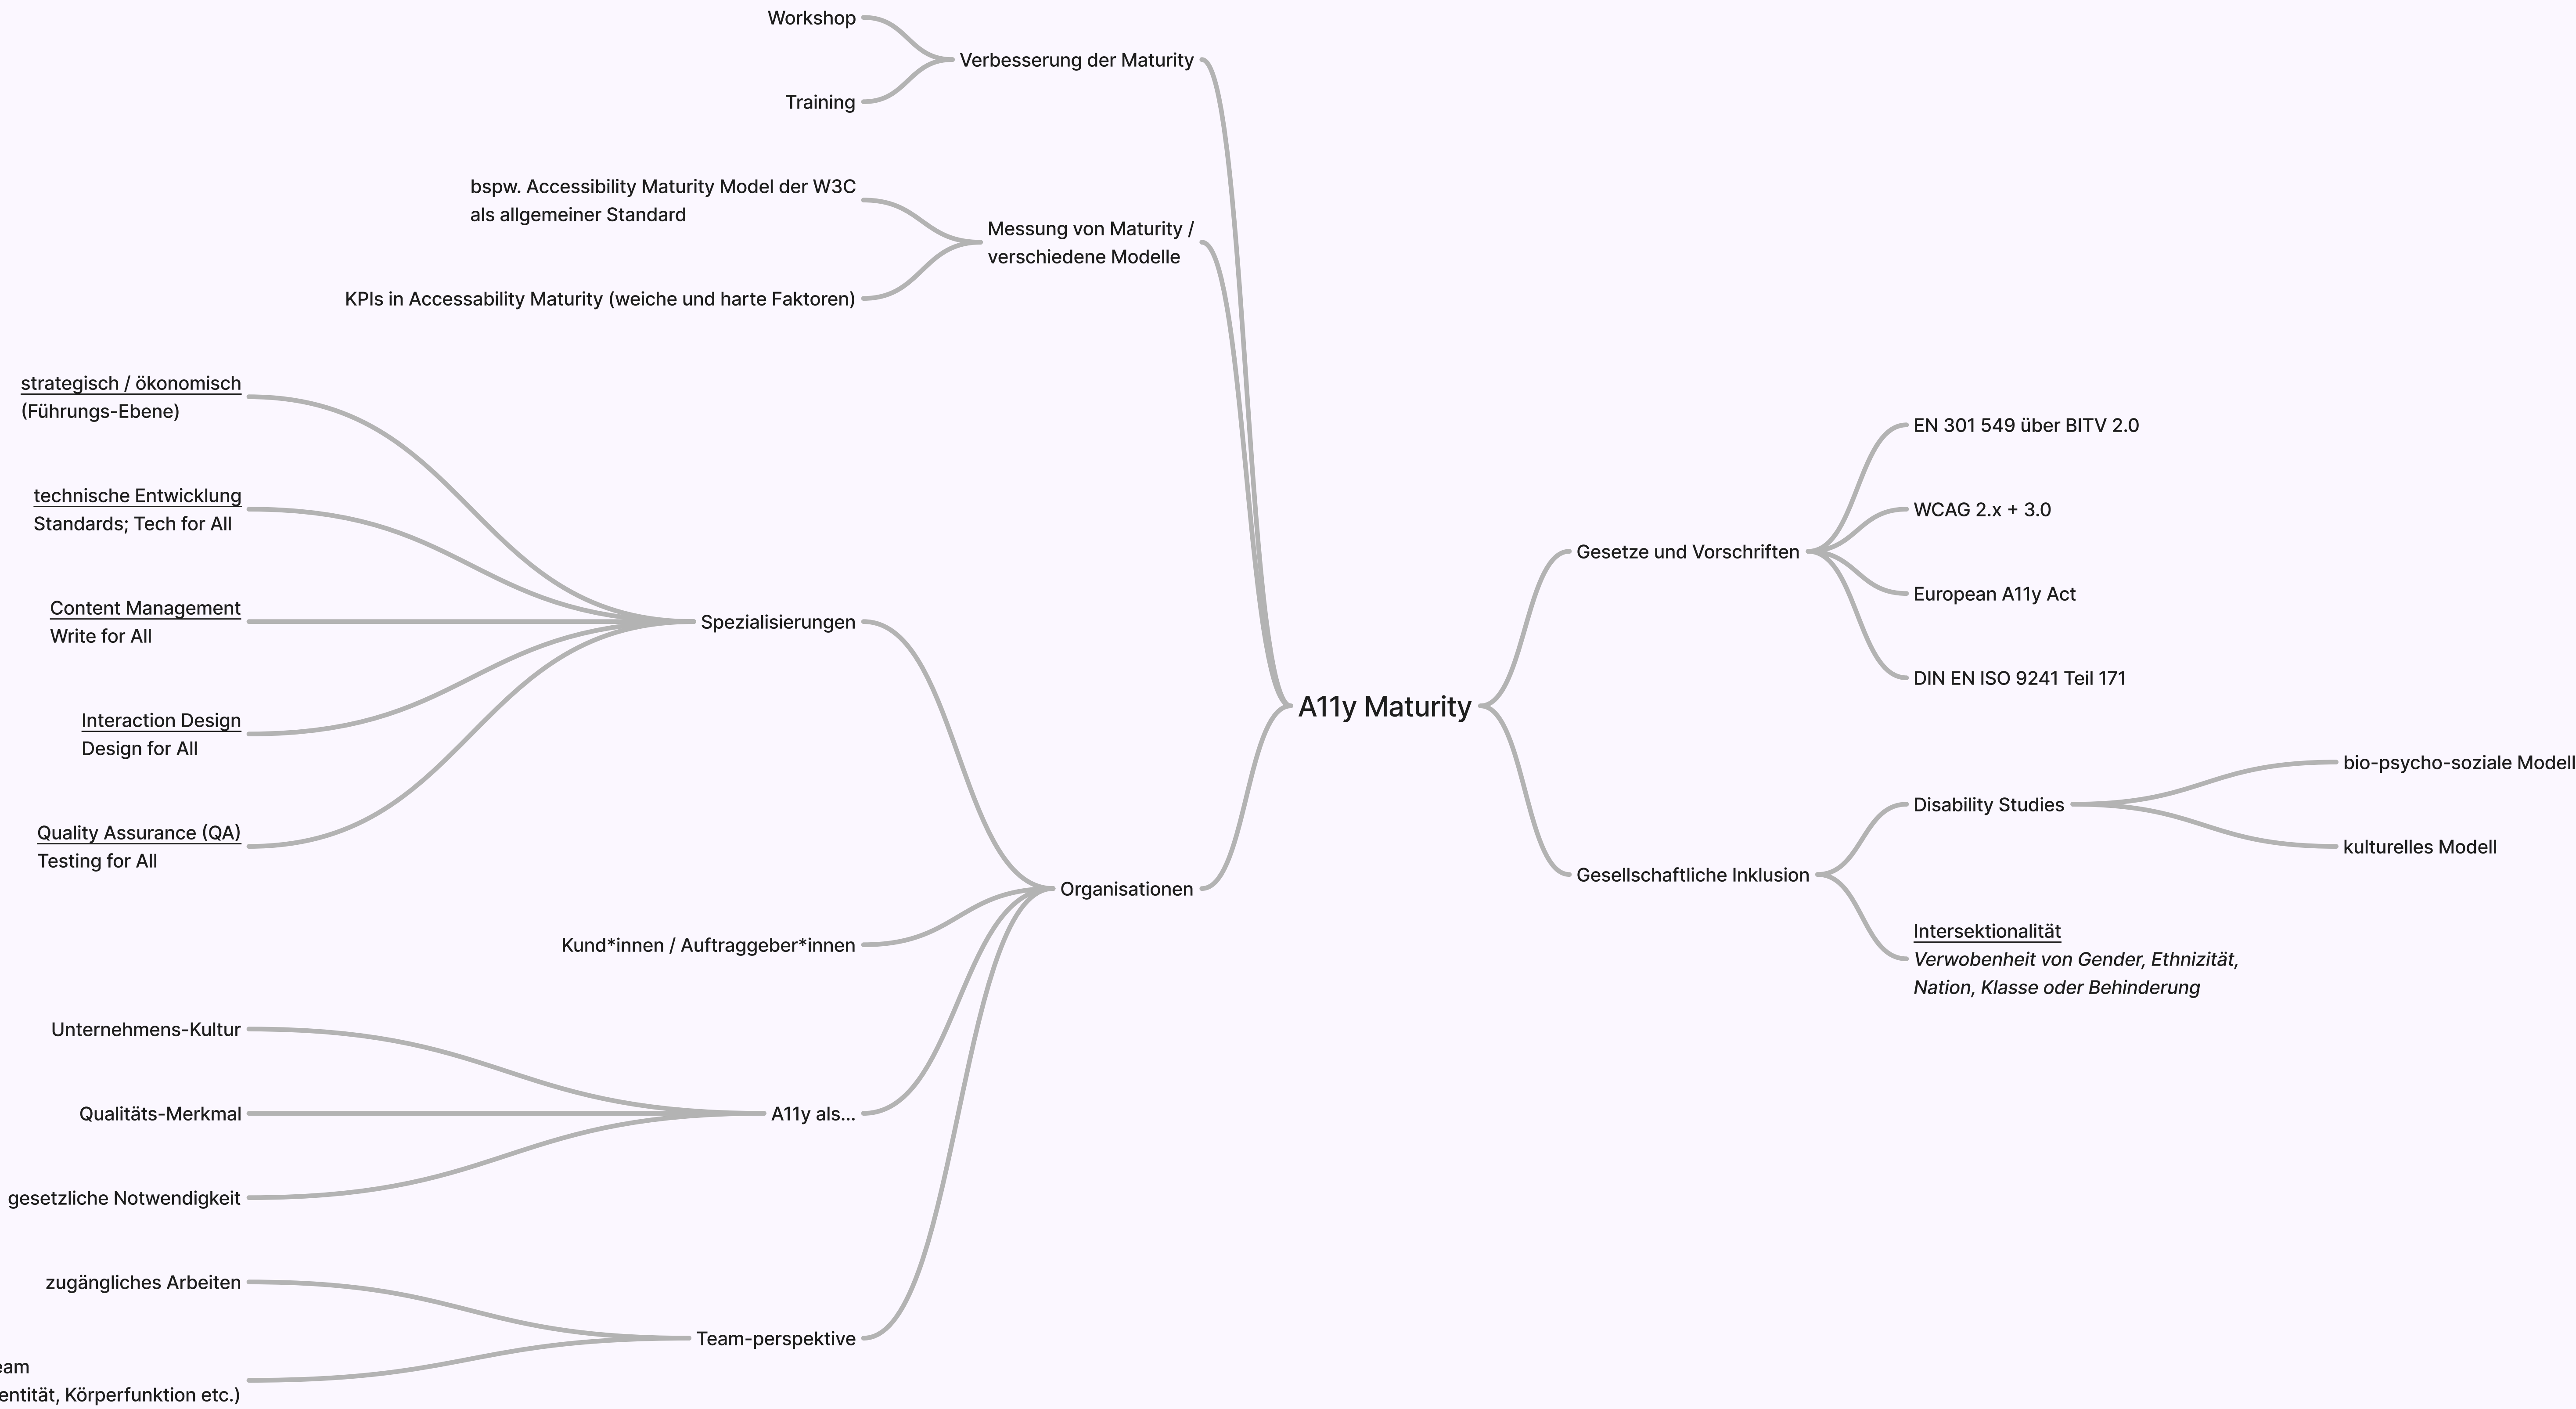 Workshop
Verbesserung der Maturity
Training
bspw. Accessibility Maturity Model der W3C
als allgemeiner Standard
Messung von Maturity /
verschiedene Modelle
KPIs in Accessability Maturity (weiche und harte Faktoren)
strategisch / ökonomisch
(Führungs-Ebene)
technische Entwicklung
Standards; Tech for All
Content Management
Write for All
Spezialisierungen
Interaction Design
Design for All
Quality Assurance (QA)
Testing for All
Organisationen
Kund*innen / Auftraggeber*innen
Unternehmens-Kultur
Qualitäts-Merkmal
A11y als...
gesetzliche Notwendigkeit
zugängliches Arbeiten
Team-perspektive
eam
entität, Körperfunktion etc.)
A11y Maturity
Gesetze und Vorschriften
EN 301 549 über BITV 2.0
WCAG 2.x + 3.0
European A11y Act
DIN EN ISO 9241 Teil 171
Gesellschaftliche Inklusion
Disability Studies
bio-psycho-soziale Modell
kulturelles Modell
Intersektionalität
Verwobenheit von Gender, Ethnizität,
Nation, Klasse oder Behinderung